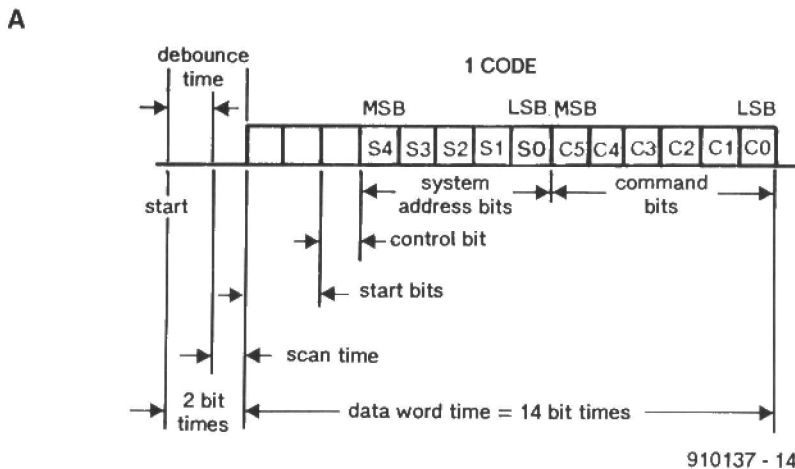 A
debounce
time
1 CODE
MSB LSB MSB LSB
S4 S3 S2 S1 S0 C5 C4 C3 C2 C1 C0
start
system
address bits
command
bits
control bit
start bits
scan time
2 bit
times
data word time = 14 bit times
910137 - 14